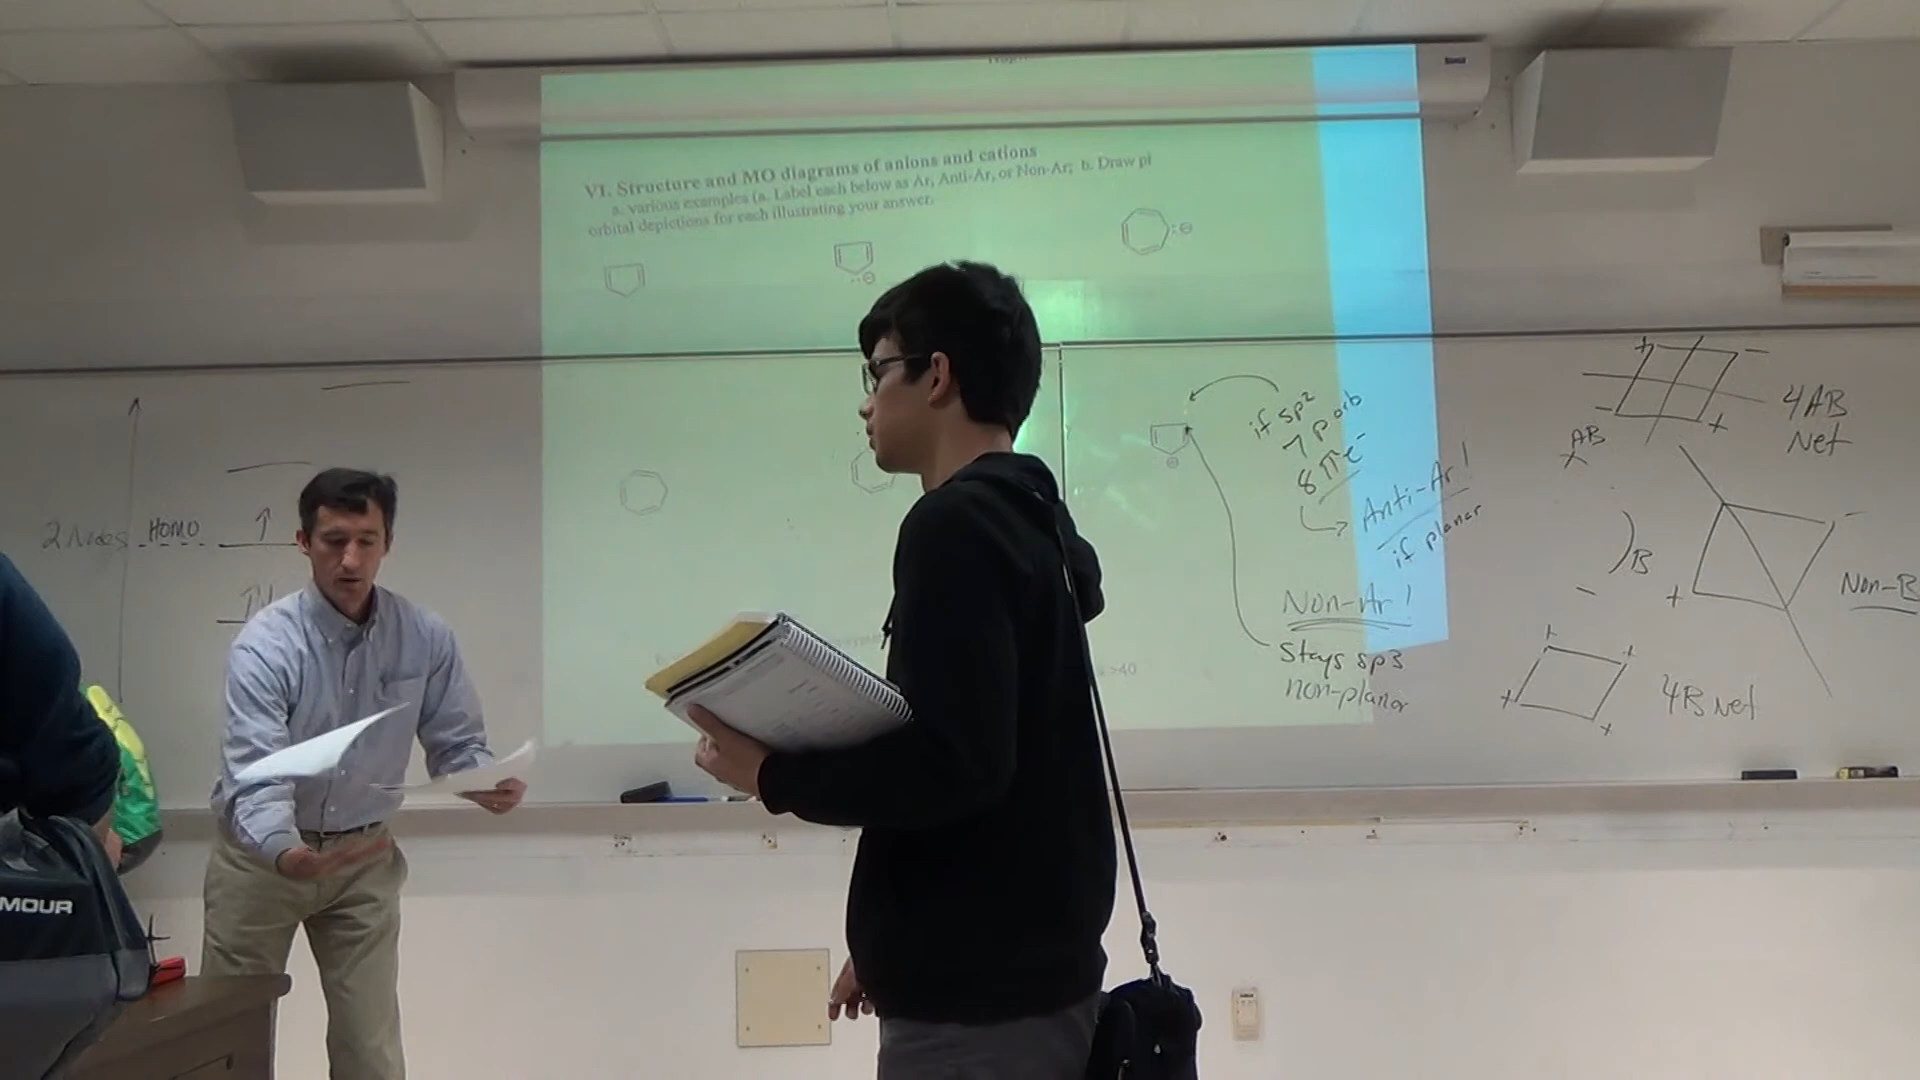 VI. Structure and MO diagrams of anions and cations
a. various examples (a. Label each below as Ar, Anti-Ar, or Non-Ar; b. Draw pi
orbital depictions for each illustrating your answer.
2 Nodes HOMO
if sp2
7 p orb
8 πe-
Anti-Ar!
if planar
Non-Ar!
Stays sp3
non-planar
>40
4AB
Net
AB
B
Non-B
4B Net
MOUR